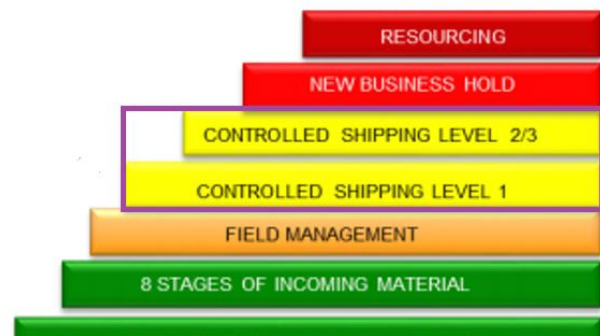 RESOURCING
NEW BUSINESS HOLD
CONTROLLED SHIPPING LEVEL 2/3
CONTROLLED SHIPPING LEVEL 1
FIELD MANAGEMENT
8 STAGES OF INCOMING MATERIAL